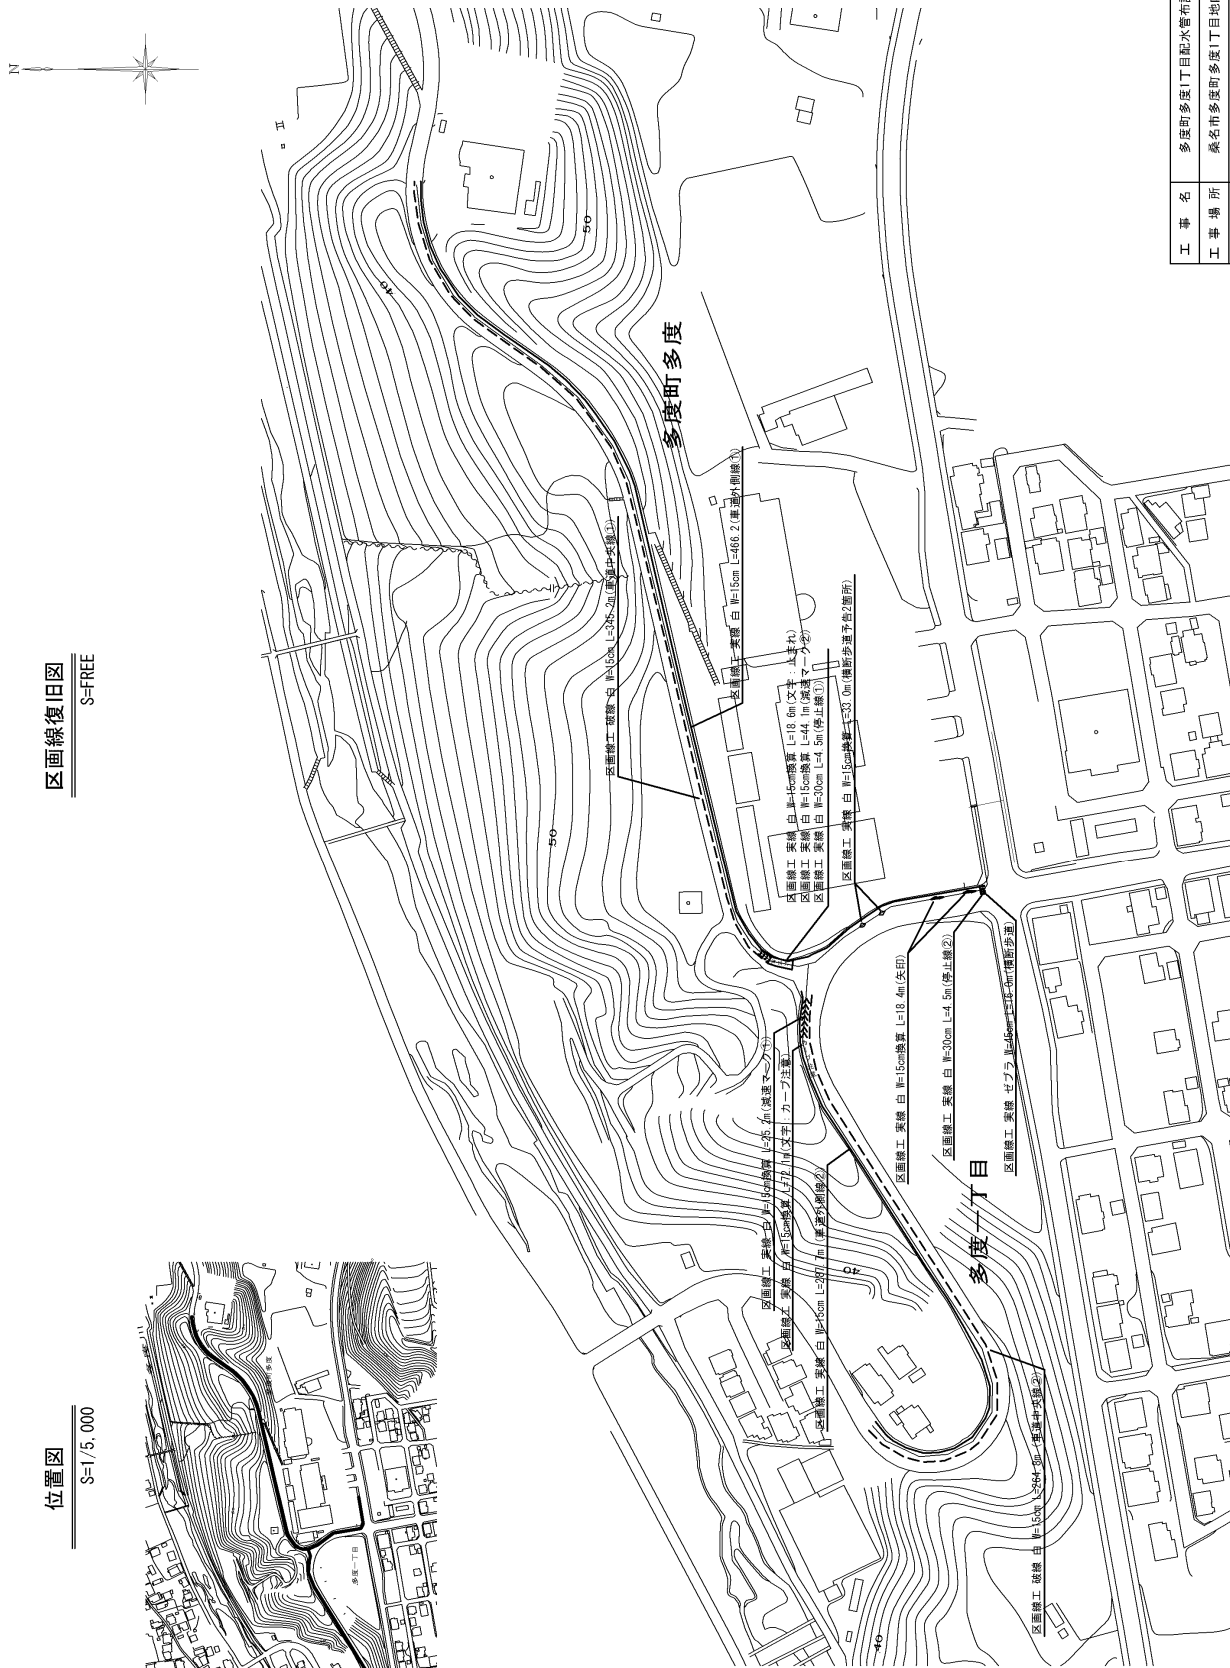 位置図
S=1/5,000
区画線復旧図
S=FREE
N
多度町多度
多度一丁目
40
50
50
40
40
多度町多度
多度一丁目
区画線工 破線 白 W=15cm L=345.2m(車道中央線①)
区画線工 実線 白 W=15cm L=466.2(車道外側線①)
区画線工 実線 白 W=15cm換算 L=18.6m(文字：止まれ)
区画線工 実線 白 W=15cm換算 L=44.1m(減速マーク②)
区画線工 実線 白 W=30cm L=4.5m(停止線①)
区画線工 実線 白 W=15cm換算 L=33.0m(横断歩道予告2箇所)
区画線工 実線 白 W=15cm換算 L=25.2m(減速マーク①)
区画線工 実線 白 W=15cm換算 L=72.1m(文字：カーブ注意)
区画線工 実線 白 W=15cm L=287.7m (車道外側線②)
区画線工 実線 白 W=15cm換算 L=18.4m(矢印)
区画線工 実線 白 W=30cm L=4.5m(停止線②)
区画線工 実線 ゼブラ W=45cm L=16.0m(横断歩道)
区画線工 破線 白 W=15cm L=264.8m (車道中央線②)
工事名 多度町多度1丁目配水管布
工事場所 桑名市多度町多度1丁目地